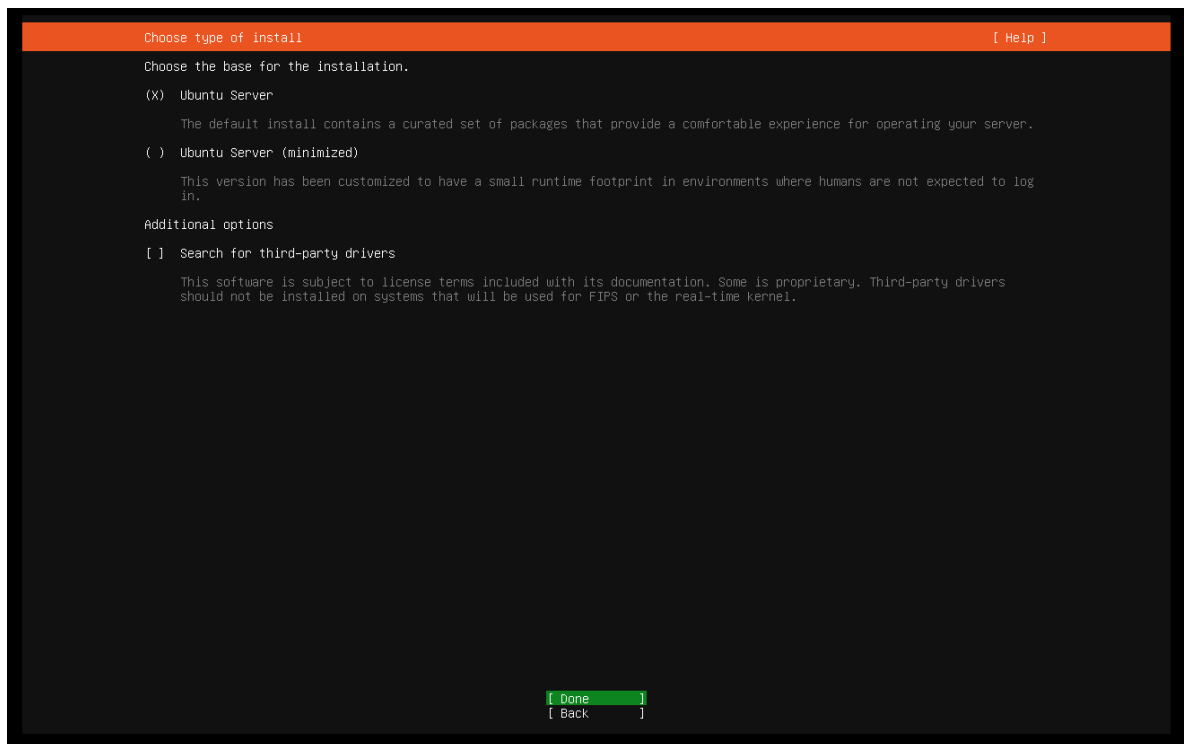 Choose type of install [ Help ]
Choose the base for the installation.
(X) Ubuntu Server
The default install contains a curated set of packages that provide a comfortable experience for operating your server.
( ) Ubuntu Server (minimized)
This version has been customized to have a small runtime footprint in environments where humans are not expected to log
in.
Additional options
[ ] Search for third-party drivers
This software is subject to license terms included with its documentation. Some is proprietary. Third-party drivers
should not be installed on systems that will be used for FIPS or the real-time kernel.
[ Done ]
[ Back ]